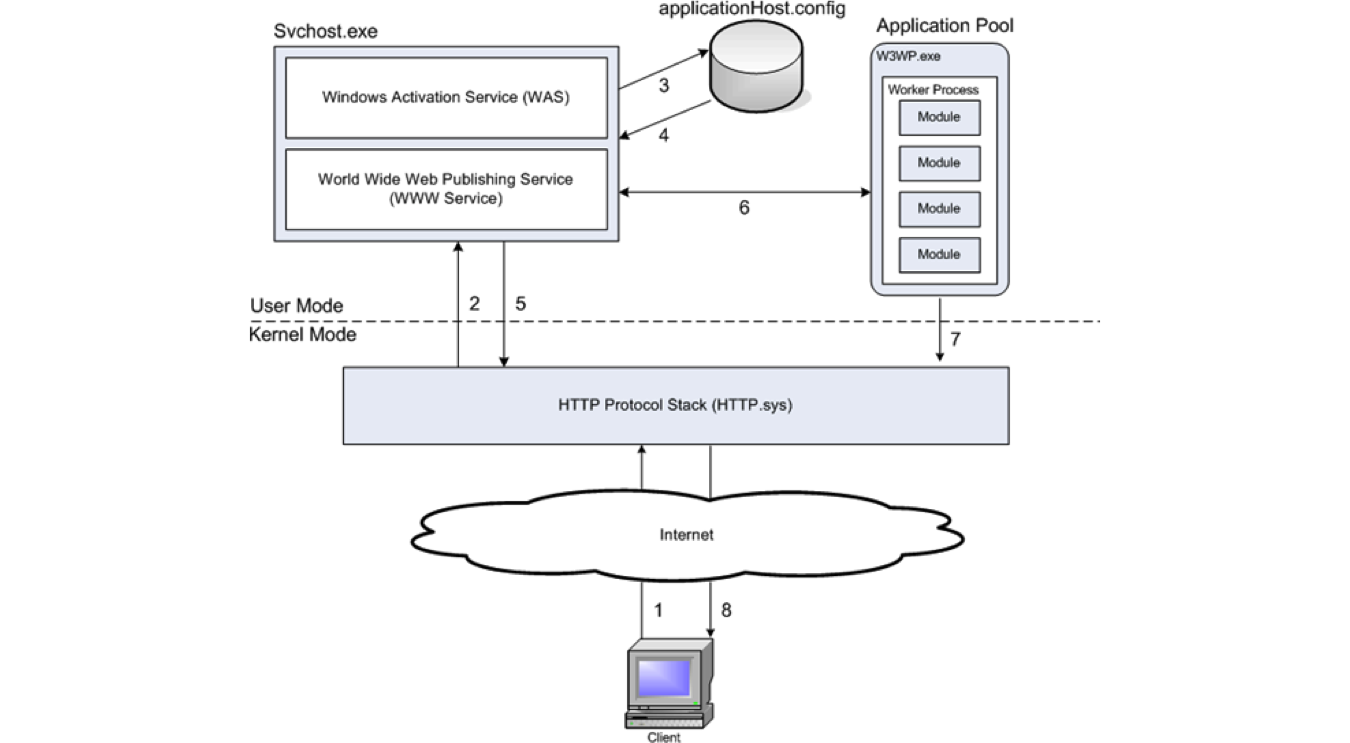 applicationHost.config
Svchost.exe
Application Pool
W3WP.exe
Windows Activation Service (WAS)
3
4
Worker Process
Module
Module
Module
Module
World Wide Web Publishing Service
(WWW Service)
6
User Mode
2
5
Kernel Mode
7
HTTP Protocol Stack (HTTP.sys)
Internet
1
8
Client